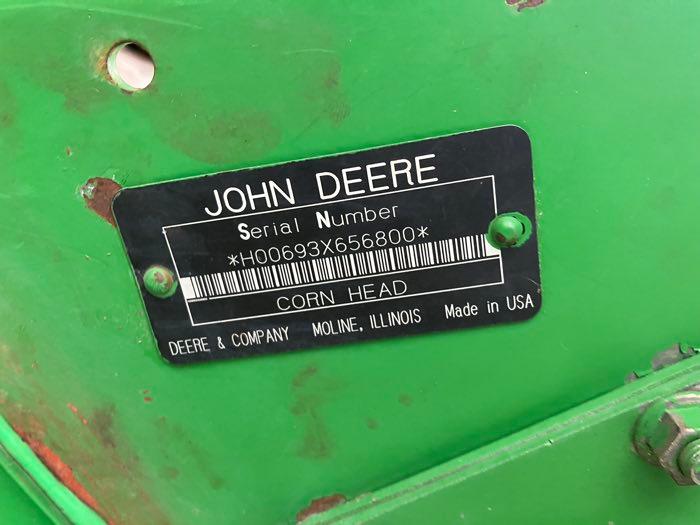 JOHN DEERE
Serial Number
*H00693X656800*
CORN HEAD
DEERE & COMPANY MOLINE, ILLINOIS Made in USA